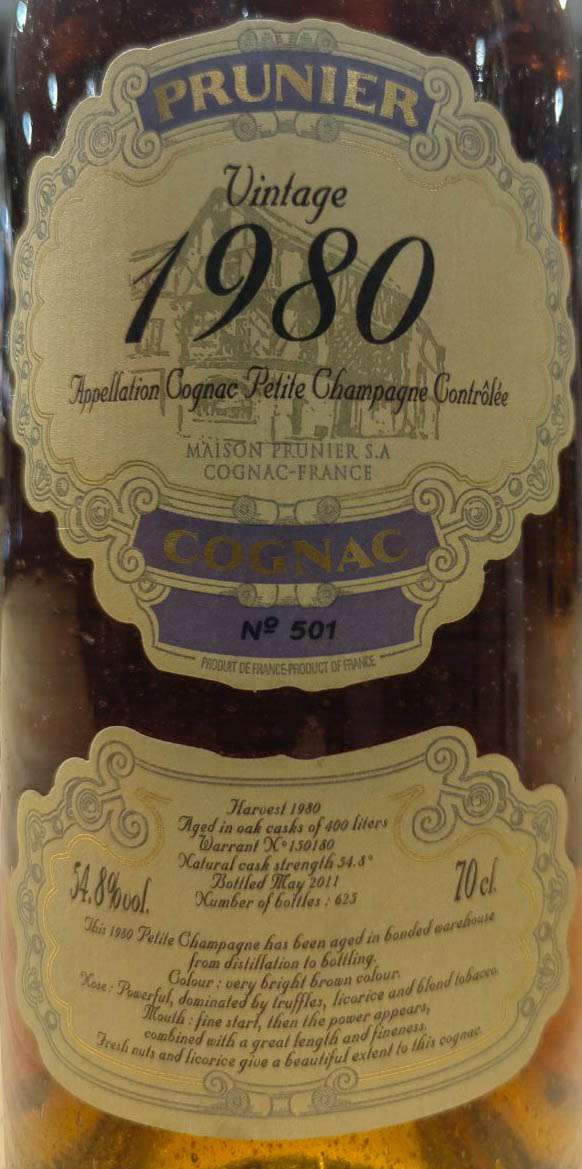 PRUNIER
Vintage
1980
Appellation Cognac Petite Champagne Contrôlée
MAISON PRUNIER S.A
COGNAC-FRANCE
COGNAC
Nº 501
PRODUIT DE FRANCE-PRODUCT OF FRANCE
Harvest 1980
Aged in oak casks of 400 liters
Warrant N°150180
Natural cask strength 54.8°
Bottled May 2011
Number of bottles : 625
54.8%vol.
70 cl.
This 1980 Petite Champagne has been aged in bonded warehouse
from distillation to bottling.
Colour : very bright brown colour.
Nose : Powerful, dominated by truffles, licorice and blond tobacco.
Mouth : fine start, then the power appears,
combined with a great length and fineness.
Fresh nuts and licorice give a beautiful extent to this cognac.